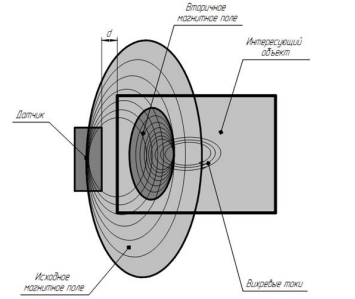 Вторичное
магнитное поле
Интересующий
объект
d
Датчик
Исходное
магнитное поле
Вихревые токи